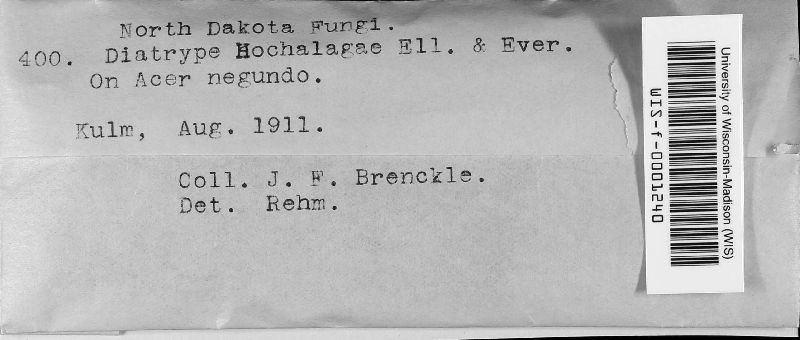 North Dakota Fungi.
400. Diatrype Hochalagae Ell. & Ever.
On Acer negundo.
Kulm, Aug. 1911.
Coll. J. F. Brenckle.
Det. Rehm.
University of Wisconsin-Madison (WIS)
WIS-f-0001240